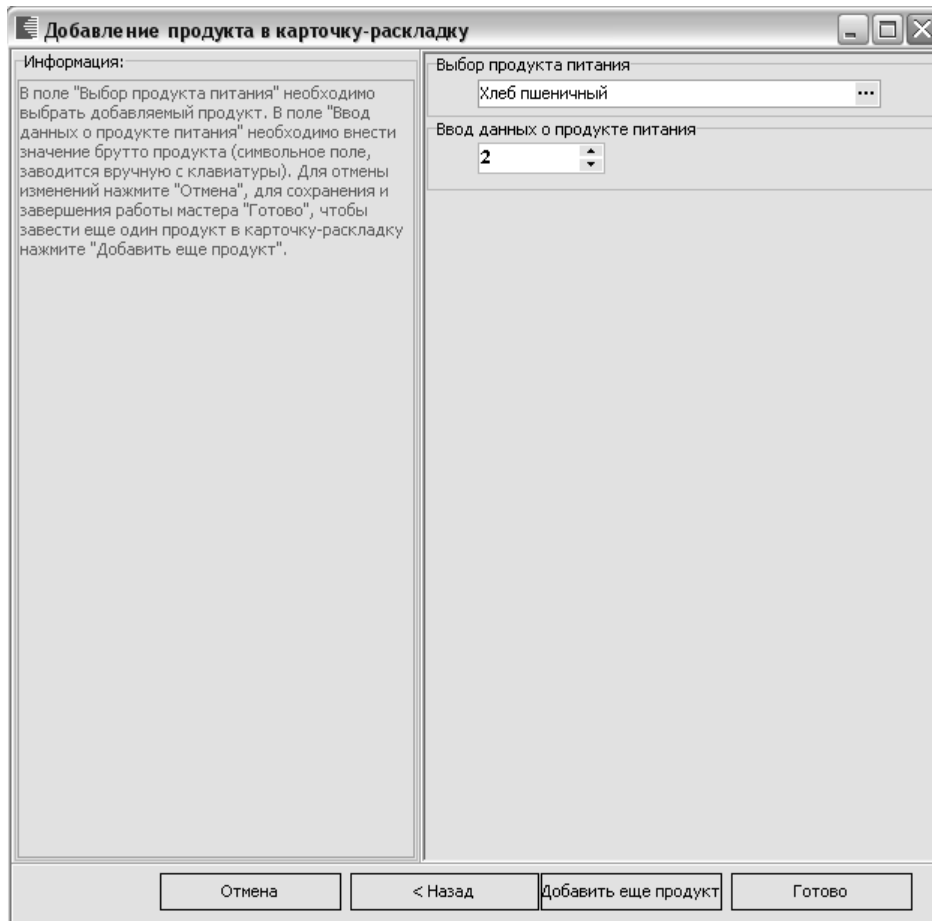 Добавление продукта в карточку-раскладку
Информация:
В поле "Выбор продукта питания" необходимо
выбрать добавляемый продукт. В поле "Ввод
данных о продукте питания" необходимо внести
значение брутто продукта (символьное поле,
заводится вручную с клавиатуры). Для отмены
изменений нажмите "Отмена", для сохранения и
завершения работы мастера "Готово", чтобы
завести еще один продукт в карточку-раскладку
нажмите "Добавить еще продукт".
Выбор продукта питания
Хлеб пшеничный
Ввод данных о продукте питания
2
Отмена
< Назад
Добавить еще продукт
Готово